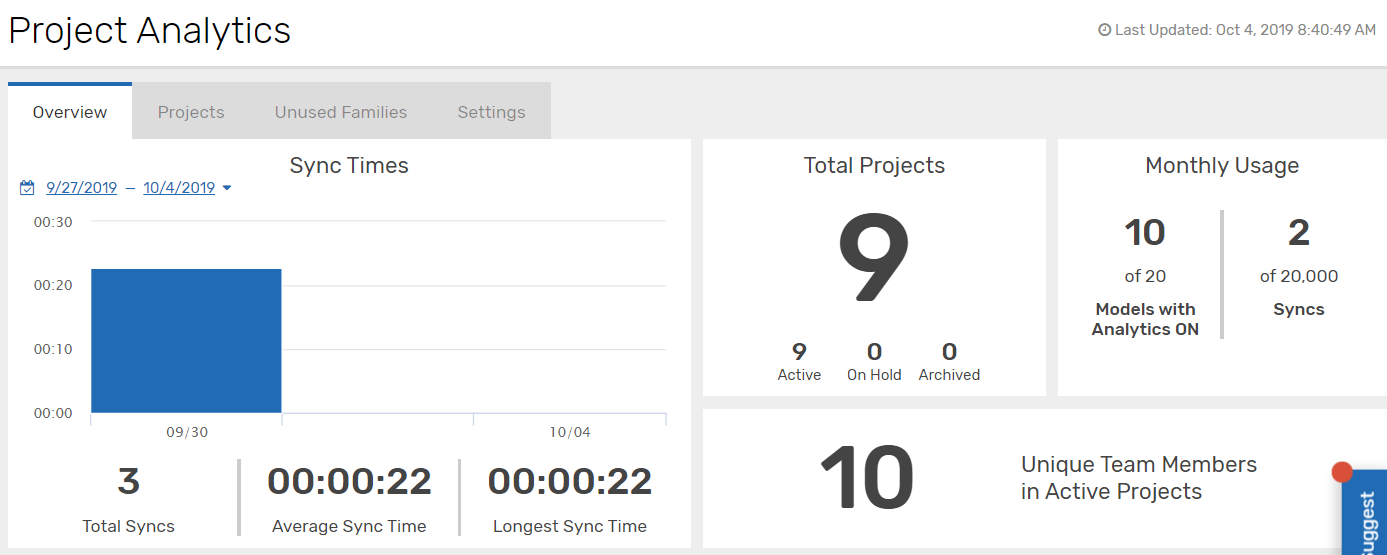 Project Analytics
Last Updated: Oct 4, 2019 8:40:49 AM
Overview Projects Unused Families Settings
Sync Times
9/27/2019 – 10/4/2019
00:30
00:20
00:10
00:00
09/30 10/04
3
Total Syncs
00:00:22
Average Sync Time
00:00:22
Longest Sync Time
Total Projects
9
9
Active
0
On Hold
0
Archived
Monthly Usage
10
of 20
Models with
Analytics ON
2
of 20,000
Syncs
10
Unique Team Members
in Active Projects